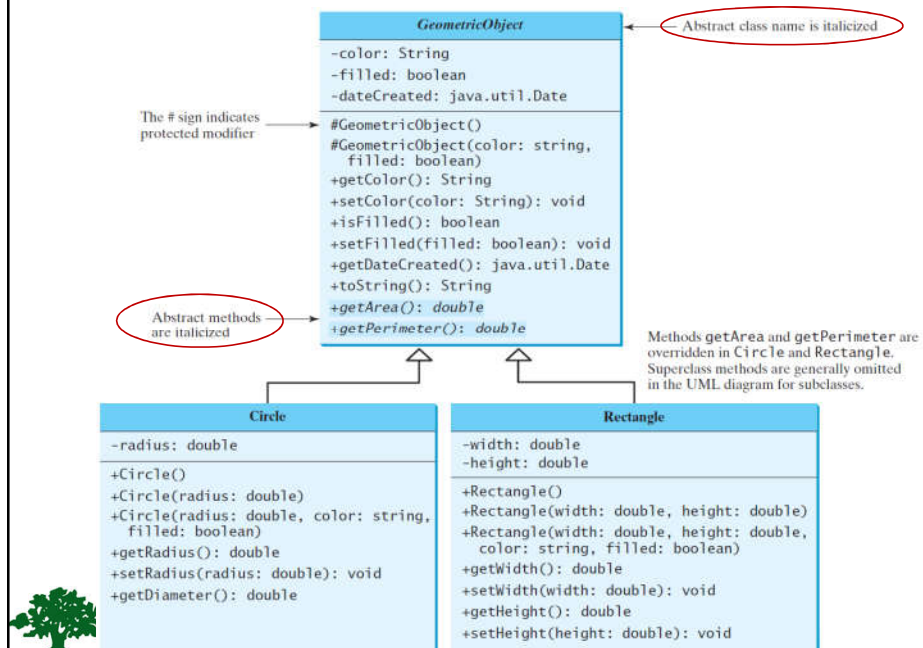 GeometricObject
Abstract class name is italicized
-color: String
-filled: boolean
-dateCreated: java.util.Date
The # sign indicates
protected modifier
#GeometricObject()
#GeometricObject(color: string,
filled: boolean)
+getColor(): String
+setColor(color: String): void
+isFilled(): boolean
+setFilled(filled: boolean): void
+getDateCreated(): java.util.Date
+toString(): String
+getArea(): double
+getPerimeter(): double
Abstract methods
are italicized
Methods getArea and getPerimeter are
overridden in Circle and Rectangle.
Superclass methods are generally omitted
in the UML diagram for subclasses.
Circle
-radius: double
+Circle()
+Circle(radius: double)
+Circle(radius: double, color: string,
filled: boolean)
+getRadius(): double
+setRadius(radius: double): void
+getDiameter(): double
Rectangle
-width: double
-height: double
+Rectangle()
+Rectangle(width: double, height: double)
+Rectangle(width: double, height: double,
color: string, filled: boolean)
+getWidth(): double
+setWidth(width: double): void
+getHeight(): double
+setHeight(height: double): void